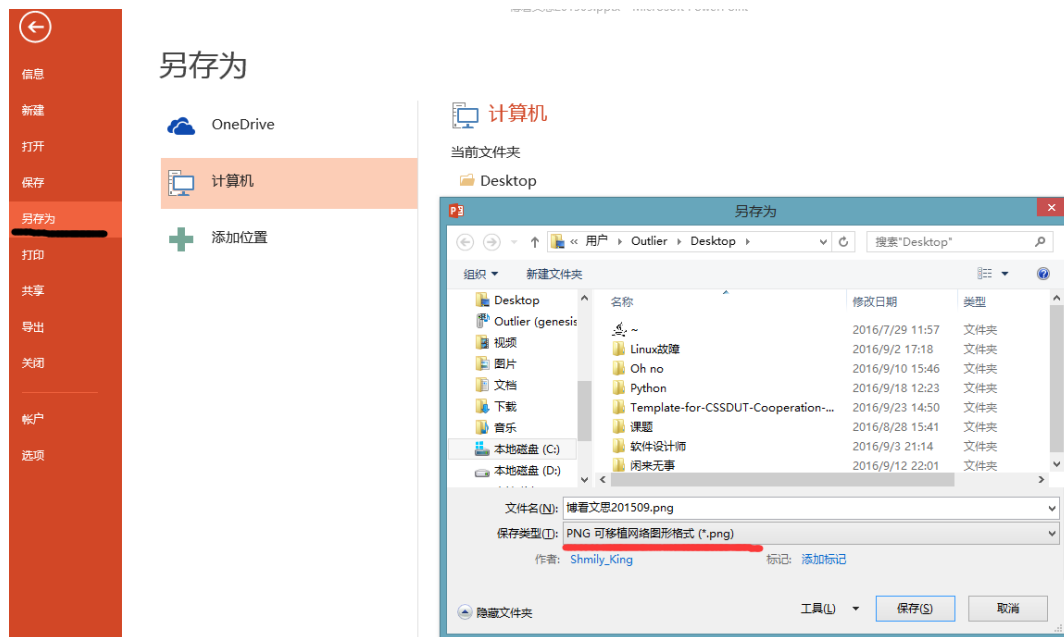 信息
新建
打开
保存
另存为
打印
共享
导出
关闭
帐户
选项
另存为
OneDrive
计算机
添加位置
计算机
当前文件夹
Desktop
另存为
« 用户 › Outlier › Desktop ›
搜索"Desktop"
组织 新建文件夹
Desktop
Outlier (genesis
视频
图片
文档
下载
音乐
本地磁盘 (C:)
本地磁盘 (D:)
名称 修改日期 类型
~ 2016/7/29 11:57 文件夹
Linux故障 2016/9/2 17:18 文件夹
Oh no 2016/9/10 15:46 文件夹
Python 2016/9/18 12:23 文件夹
Template-for-CSSDUT-Cooperation-... 2016/9/23 14:50 文件夹
课题 2016/8/28 15:41 文件夹
软件设计师 2016/9/3 21:14 文件夹
闲来无事 2016/9/12 22:01 文件夹
文件名(N): 博看文思201509.png
保存类型(T): PNG 可移植网络图形格式 (*.png)
作者: Shmily_King 标记: 添加标记
隐藏文件夹 工具(L) 保存(S) 取消